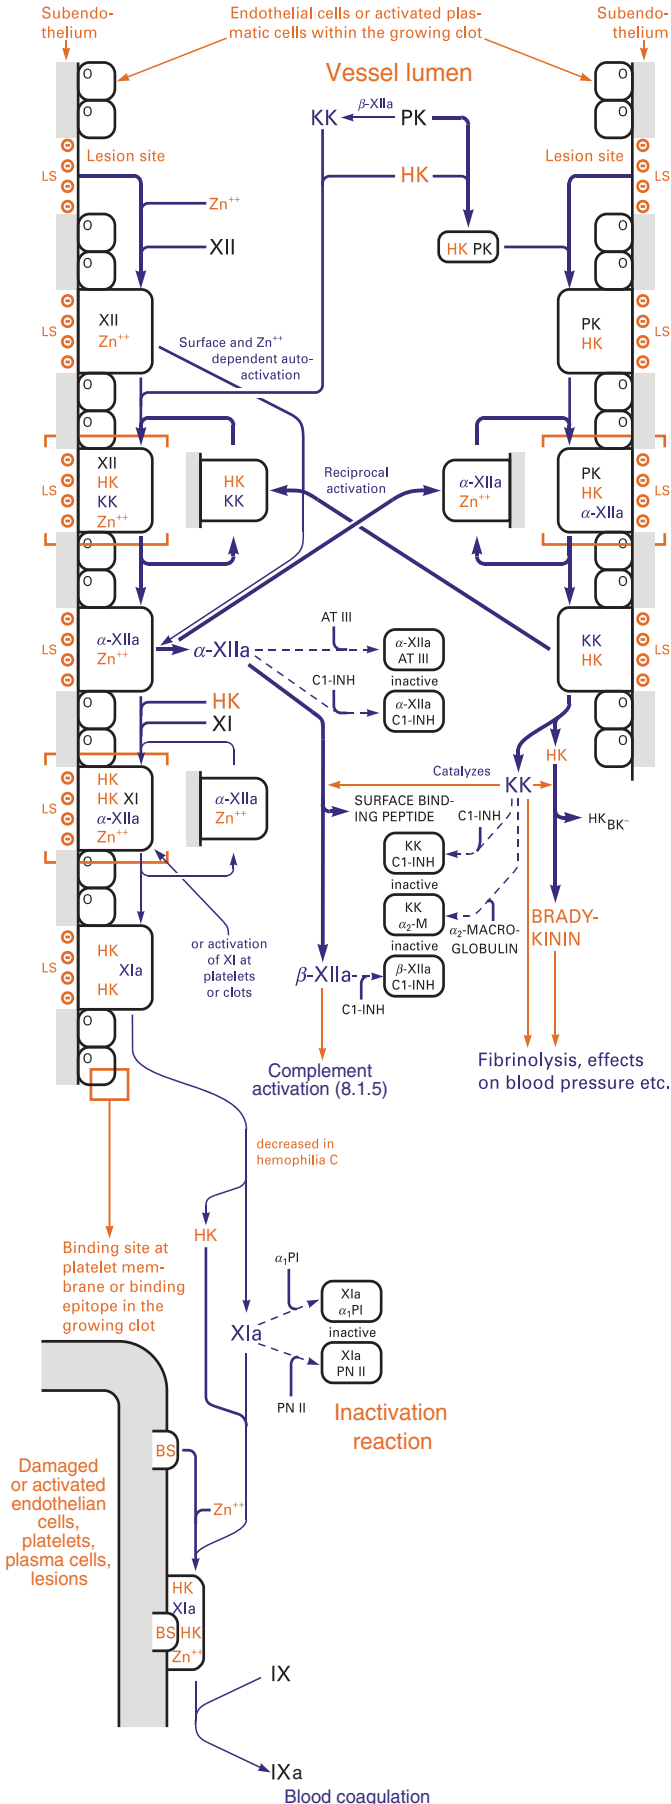 Subendo-
thelium
Endothelial cells or activated plas-
matic cells within the growing clot
Subendo-
thelium
O
O
O
O
Vessel lumen
KK
β-XIIa
PK
Lesion site
LS
HK
Lesion site
LS
Zn++
XII
O
O
HK PK
O
O
LS
XII
Zn++
Surface and Zn++
dependent auto-
activation
PK
HK
LS
O
O
O
O
LS
XII
HK
KK
Zn++
HK
KK
Reciprocal
activation
α-XIIa
Zn++
PK
HK
α-XIIa
LS
O
O
O
O
LS
α-XIIa
Zn++
α-XIIa
AT III
α-XIIa
AT III
inactive
C1-INH
α-XIIa
C1-INH
KK
HK
LS
O
O
HK
XI
O
O
HK
Catalyzes
KK
LS
HK
HK XI
α-XIIa
Zn++
α-XIIa
Zn++
SURFACE BIND-
ING PEPTIDE
C1-INH
HK BK-
KK
C1-INH
inactive
KK
α2-M
inactive
α2-MACRO-
GLOBULIN
BRADY-
KININ
O
O
or activation
of XI at
platelets
or clots
LS
HK
XIa
HK
β-XIIa
β-XIIa
C1-INH
C1-INH
O
O
Complement
activation (8.1.5)
Fibrinolysis, effects
on blood pressure etc.
decreased in
hemophilia C
HK
Binding site at
platelet mem-
brane or binding
epitope in the
growing clot
α1PI
XIa
α1PI
inactive
XIa
XIa
PN II
PN II
Inactivation
reaction
BS
Damaged
or activated
endothelian
cells,
platelets,
plasma cells,
lesions
Zn++
HK
XIa
BS HK
Zn++
IX
IXa
Blood coagulation